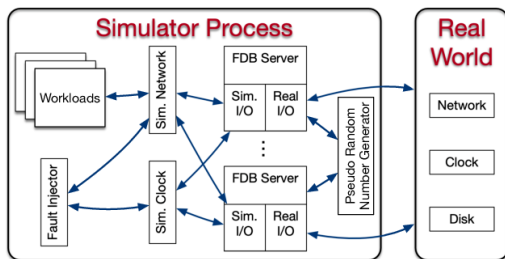 Simulator Process
Real
World
Workloads
Sim. Network
FDB Server
Sim.
I/O
Real
I/O
Network
Pseudo Random
Number Generator
Clock
Fault Injector
Sim. Clock
FDB Server
Sim.
I/O
Real
I/O
Disk